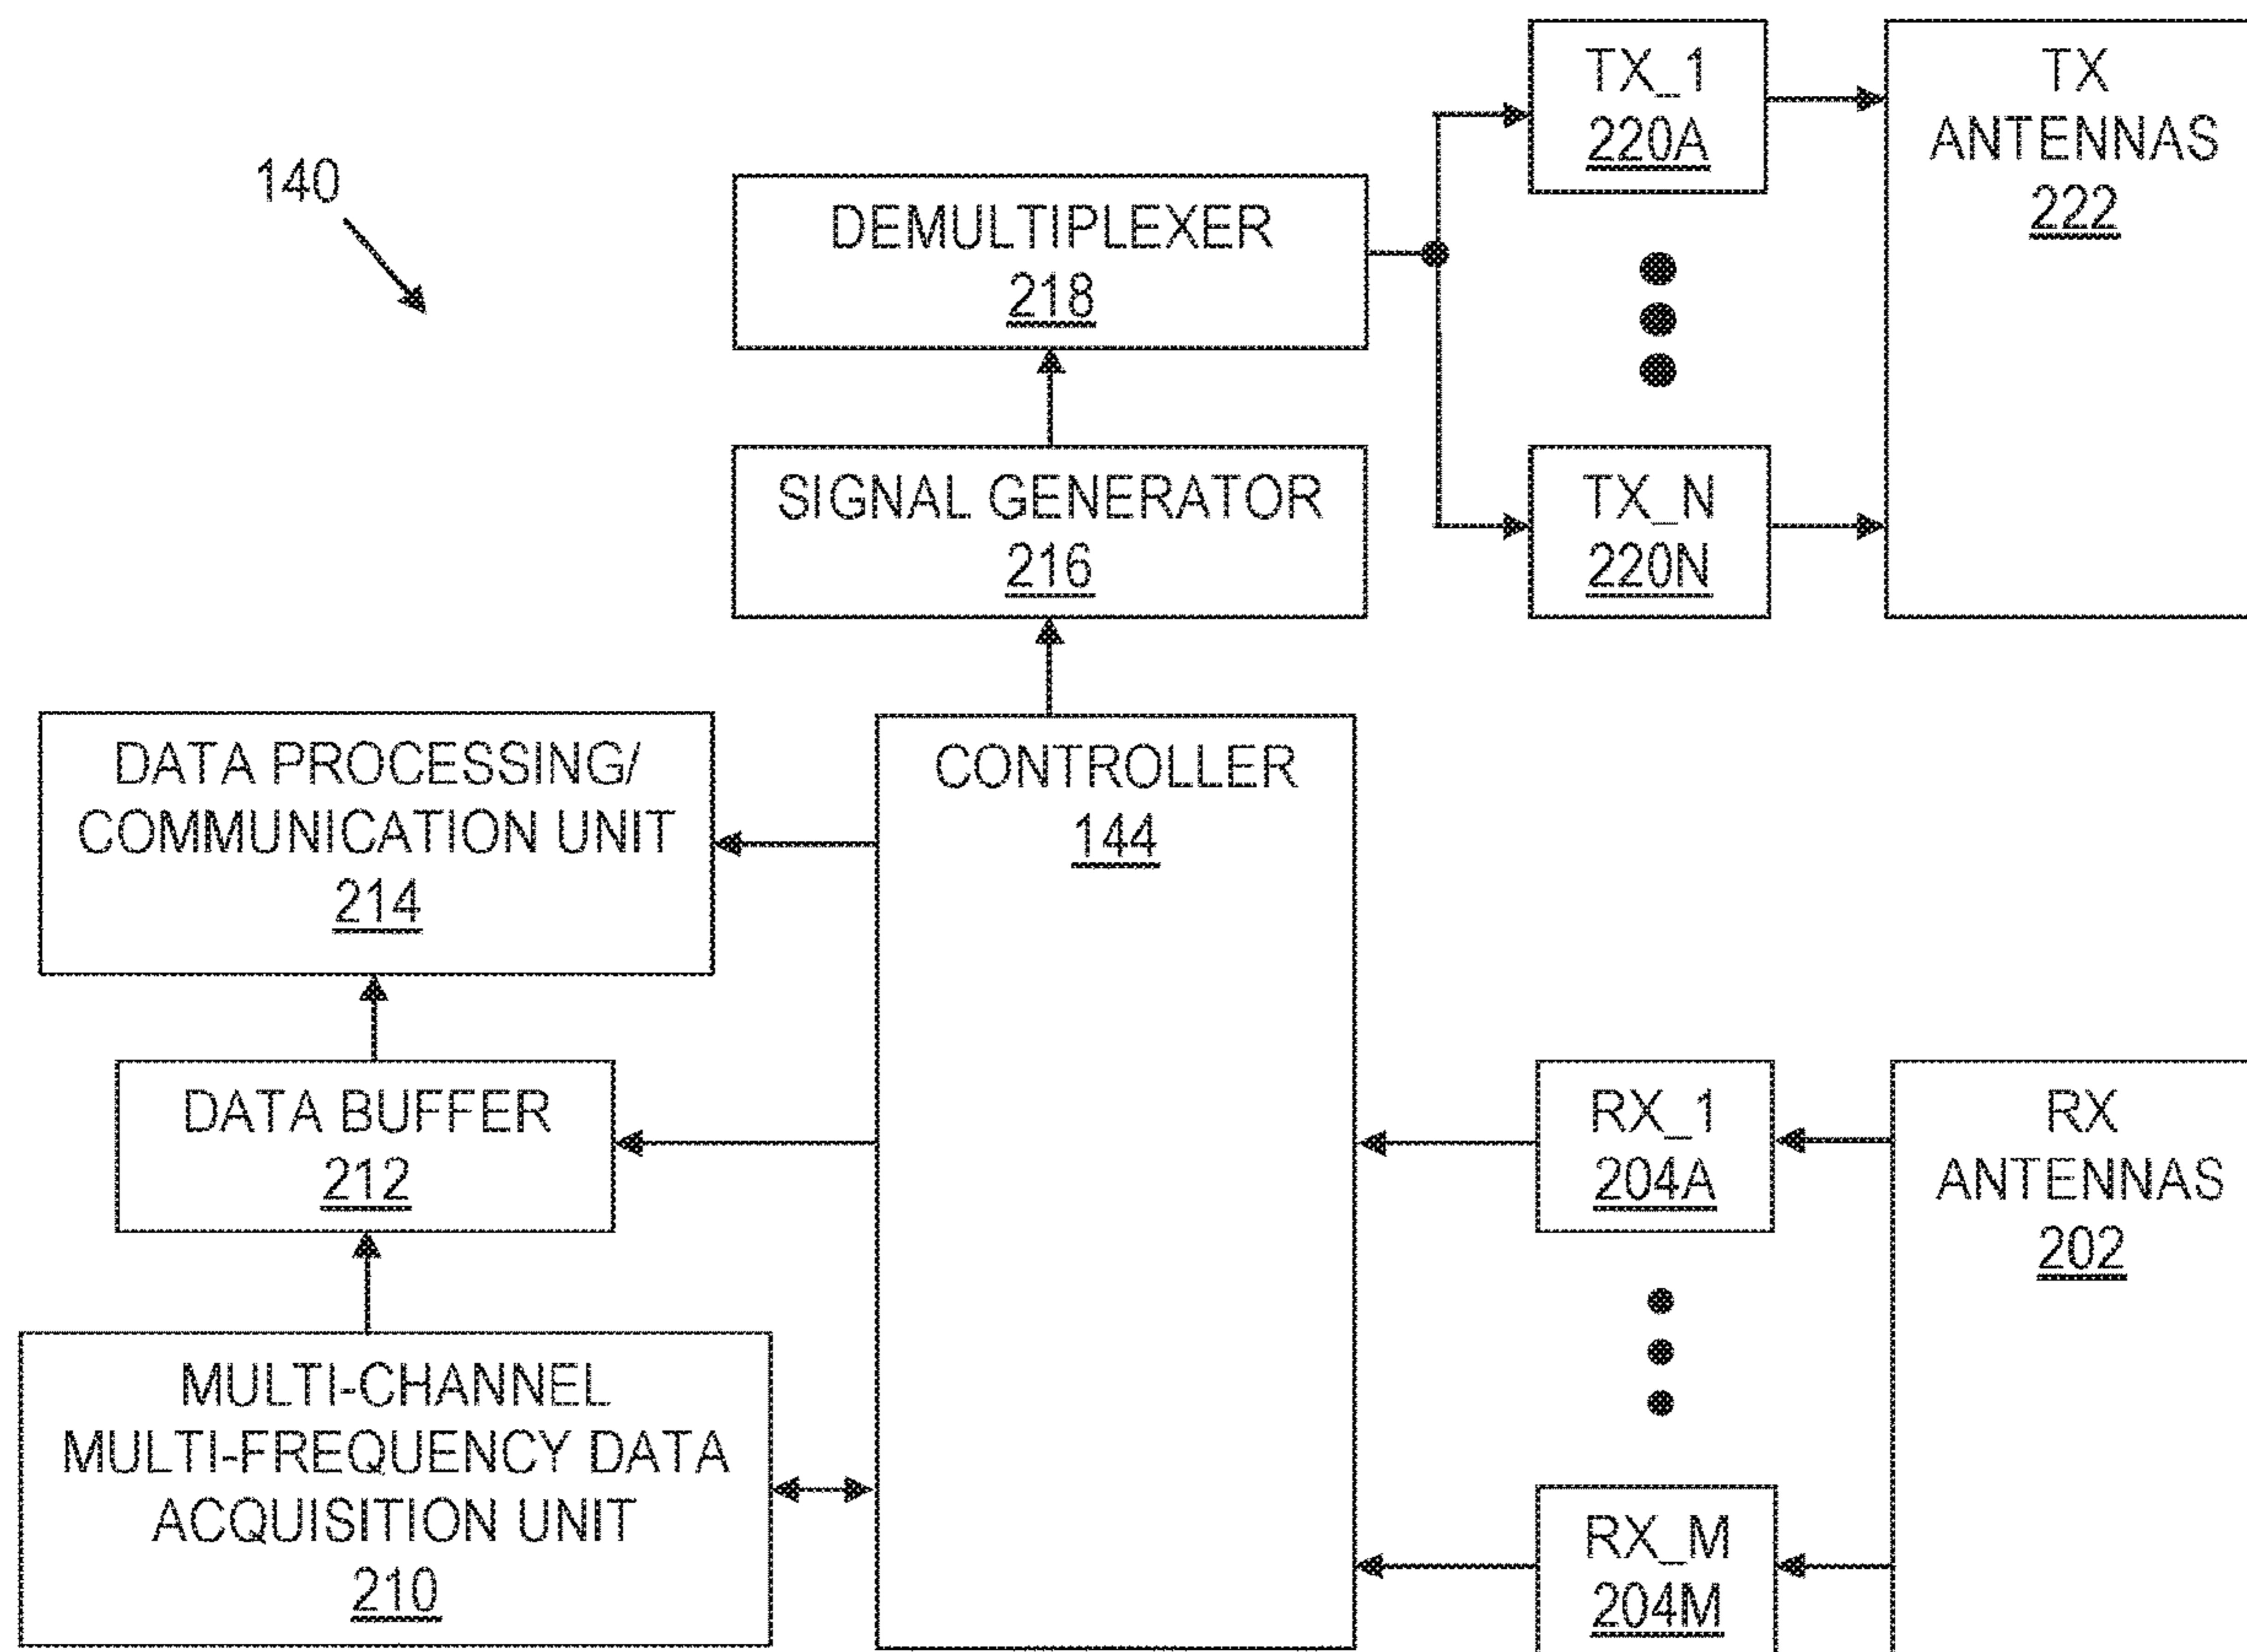 140
DEMULTIPLEXER
218
TX_1
220A
TX
ANTENNAS
222
SIGNAL GENERATOR
216
TX_N
220N
DATA PROCESSING/
COMMUNICATION UNIT
214
CONTROLLER
144
DATA BUFFER
212
RX_1
204A
RX
ANTENNAS
202
MULTI-CHANNEL
MULTI-FREQUENCY DATA
ACQUISITION UNIT
210
RX_M
204M